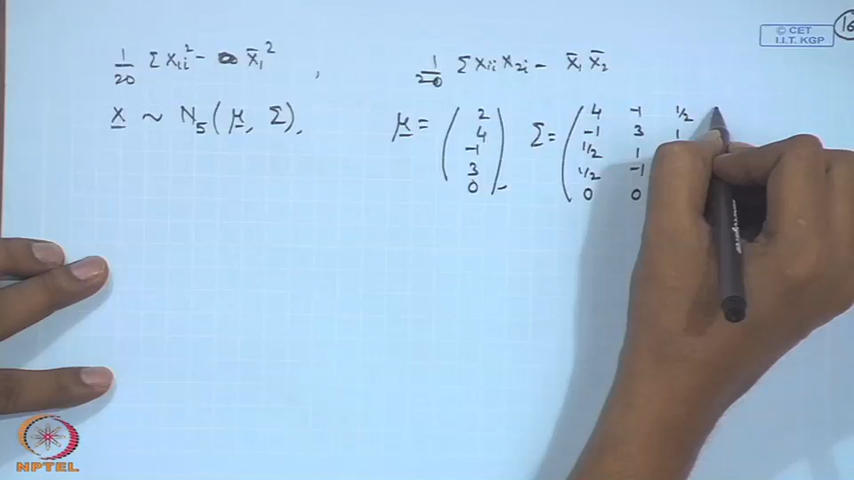 © CET
I.I.T. KGP
16
1/20 Σ x₁ᵢ² - x̄₁² , 1/20 Σ x₁ᵢ x₂ᵢ - x̄₁ x̄₂
x ~ N₅(μ, Σ), μ = ( 2 Σ = ( 4 -1 1/2
4 -1 3 1
-1 1/2 1
3 1/2 -1
0 ) 0 0
NPTEL